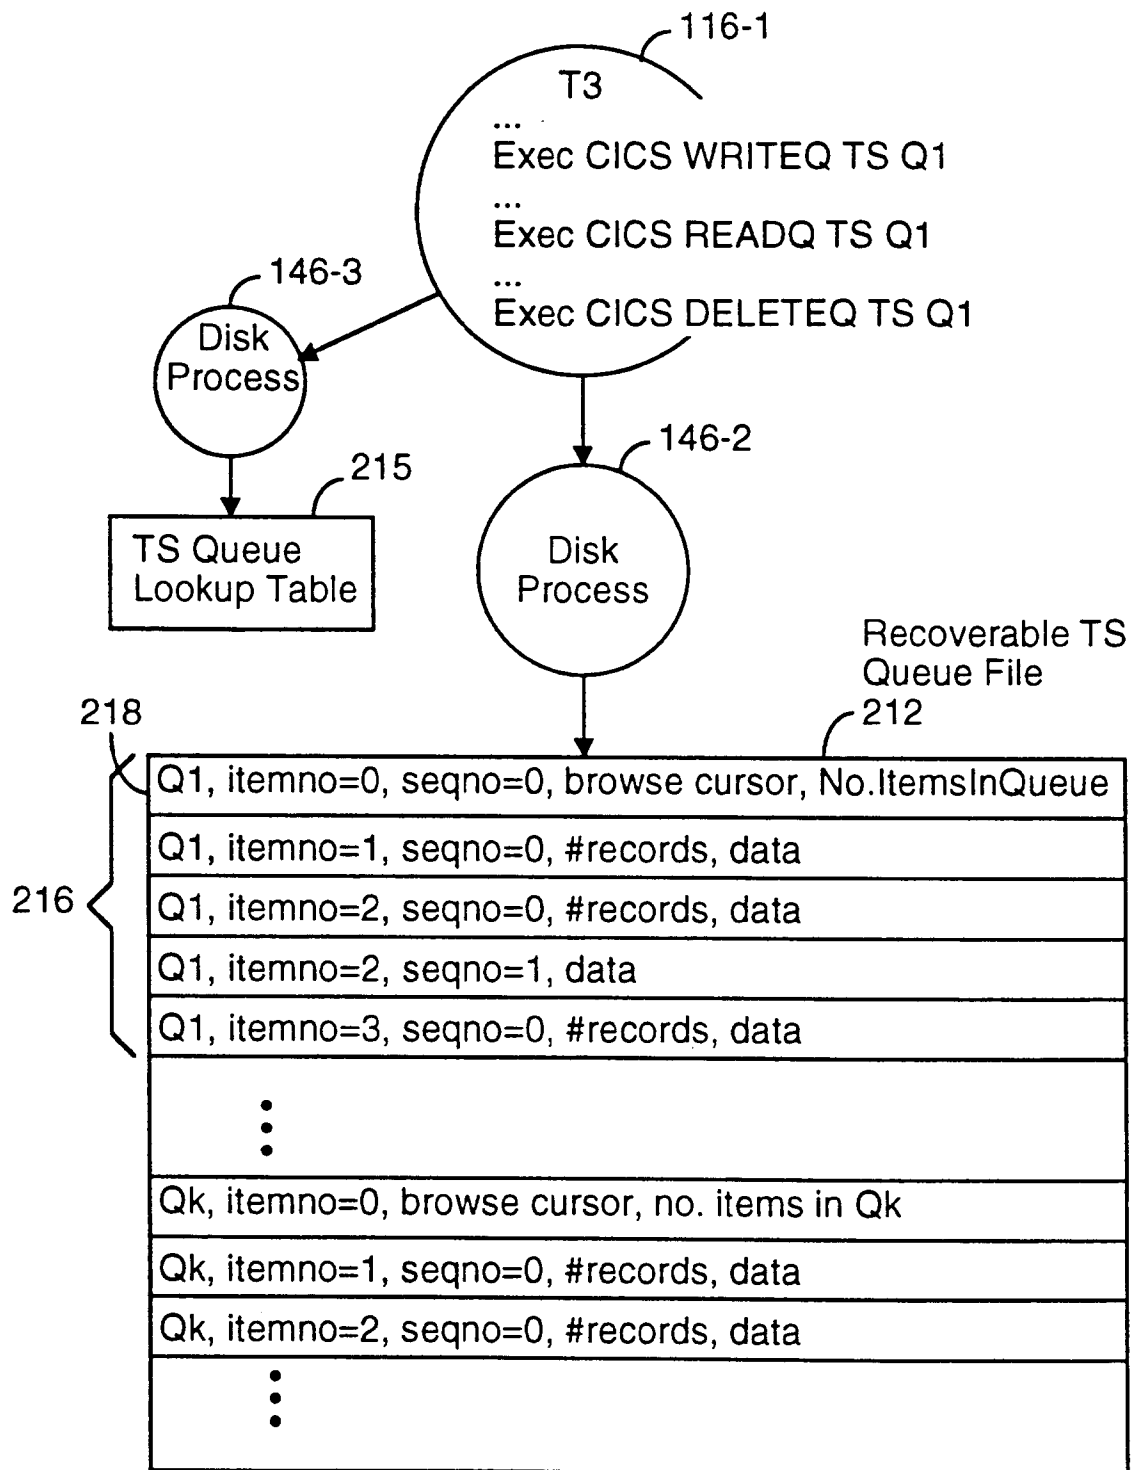 116-1
T3
...
Exec CICS WRITEQ TS Q1
...
Exec CICS READQ TS Q1
...
Exec CICS DELETEQ TS Q1
146-3
Disk
Process
146-2
215
TS Queue
Lookup Table
Disk
Process
Recoverable TS
Queue File
212
218
216
Q1, itemno=0, seqno=0, browse cursor, No.ItemsInQueue
Q1, itemno=1, seqno=0, #records, data
Q1, itemno=2, seqno=0, #records, data
Q1, itemno=2, seqno=1, data
Q1, itemno=3, seqno=0, #records, data
Qk, itemno=0, browse cursor, no. items in Qk
Qk, itemno=1, seqno=0, #records, data
Qk, itemno=2, seqno=0, #records, data